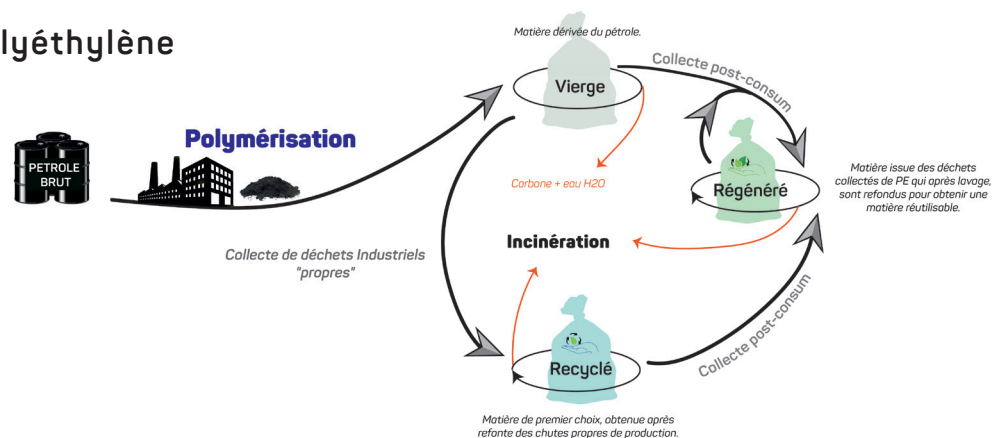 lyéthylène
Matière dérivée du pétrole.
Vierge
Collecte post-consum
PETROLE
BRUT
Polymérisation
Carbone + eau H2O
Régénéré
Matière issue des déchets
collectés de PE qui après lavage,
sont refondus pour obtenir une
matière réutilisable.
Incinération
Collecte de déchets Industriels
"propres"
Collecte post-consum
Recyclé
Matière de premier choix, obtenue après
refonte des chutes propres de production.